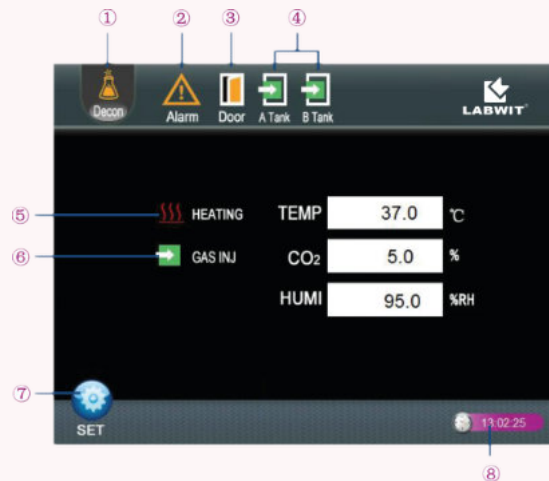 ① ② ③ ④
Decon Alarm Door A Tank B Tank LABWIT
⑤ HEATING TEMP 37.0 ℃
⑥ GAS INJ CO₂ 5.0 %
HUMI 95.0 %RH
⑦ SET
18:02:25
⑧